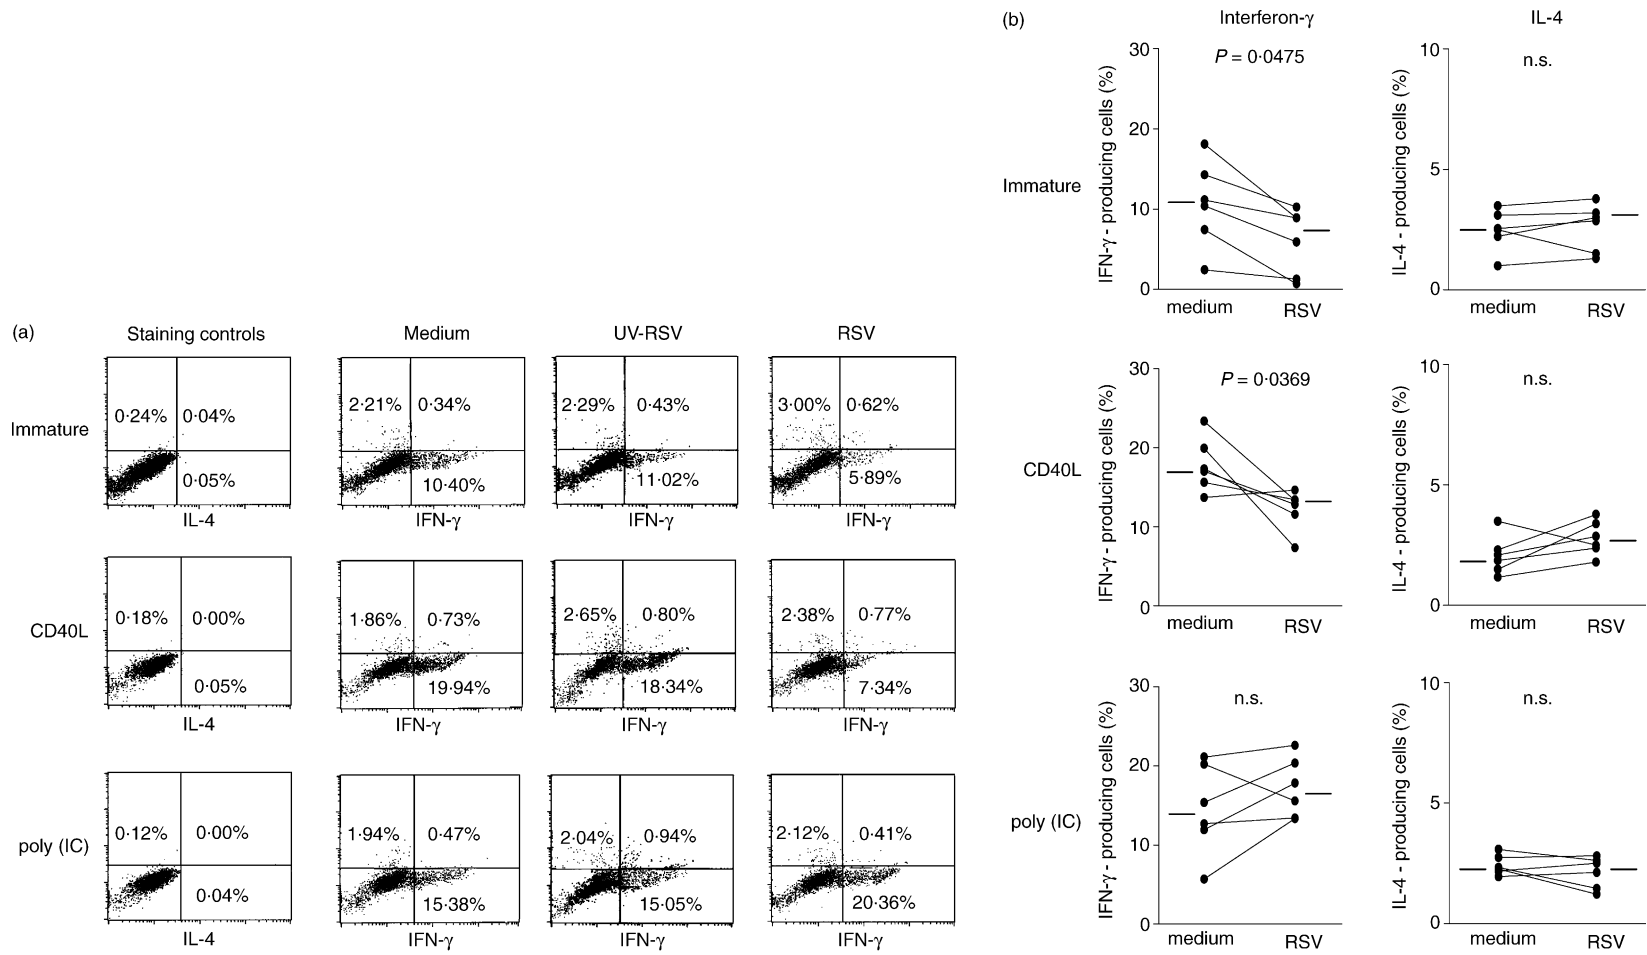 (a)
Staining controls Medium UV-RSV RSV
Immature
0·24% 0·04% 2·21% 0·34% 2·29% 0·43% 3·00% 0·62%
0·05% 10·40% 11·02% 5·89%
IL-4 IFN-γ IFN-γ IFN-γ
CD40L
0·18% 0·00% 1·86% 0·73% 2·65% 0·80% 2·38% 0·77%
0·05% 19·94% 18·34% 7·34%
IL-4 IFN-γ IFN-γ IFN-γ
poly (IC)
0·12% 0·00% 1·94% 0·47% 2·04% 0·94% 2·12% 0·41%
0·04% 15·38% 15·05% 20·36%
IL-4 IFN-γ IFN-γ IFN-γ
(b)
Interferon-γ IL-4
Immature
IFN-γ - producing cells (%)
30
20
10
0
P = 0·0475
medium RSV
IL-4 - producing cells (%)
10
5
0
n.s.
medium RSV
CD40L
IFN-γ - producing cells (%)
30
20
10
0
P = 0·0369
medium RSV
IL-4 - producing cells (%)
10
5
0
n.s.
medium RSV
poly (IC)
IFN-γ - producing cells (%)
30
20
10
0
n.s.
medium RSV
IL-4 - producing cells (%)
10
5
0
n.s.
medium RSV